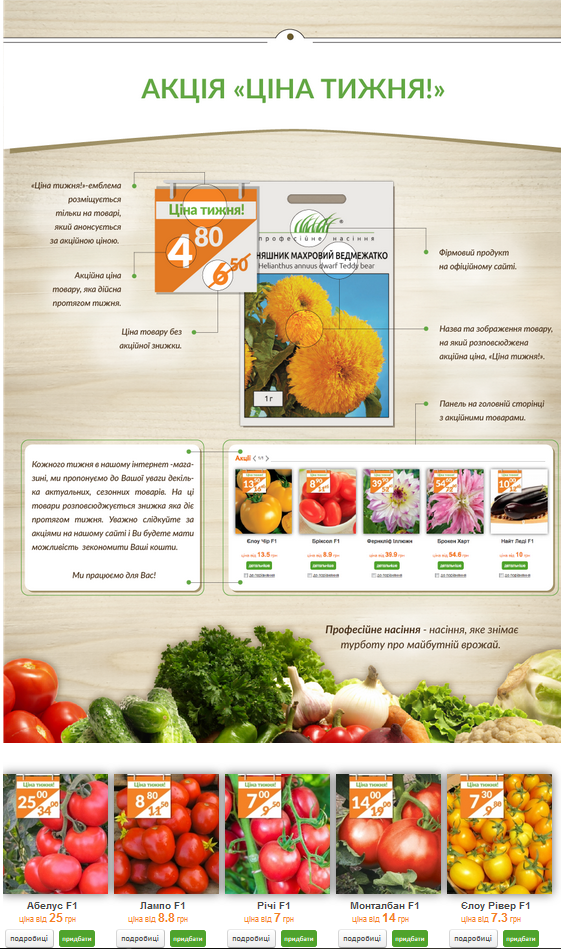 АКЦІЯ «ЦІНА ТИЖНЯ!»
«Ціна тижня!»-емблема
розміщується
тільки на товарі,
який анонсується
за акційною ціною.
Акційна ціна
товару, яка дійсна
протягом тижня.
Ціна товару без
акційної знижки.
Ціна тижня!
4 80
6 50
професійне насіння
НЯШНИК МАХРОВИЙ ВЕДМЕЖАТКО
Helianthus annuus dwarf Teddy bear
1 г
Фірмовий продукт
на офіційному сайті.
Назва та зображення товару,
на який розповсюджена
акційна ціна, «Ціна тижня!».
Панель на головній сторінці
з акційними товарами.
Кожного тижня в нашому інтернет -мага-
зині, ми пропонуємо до Вашої уваги декіль-
ка актуальних, сезонних товарів. На ці
товари розповсюджується знижка яка діє
протягом тижня. Уважно слідкуйте за
акціями на нашому сайті і Ви будете мати
можливість зекономити Ваші кошти.
Ми працюємо для Вас!
Акції
Єлоу Чір F1 Бріксол F1 Фернкліф Ілюжн Бронен Харт Найт Леді F1
ціна від 13.5 грн ціна від 8.9 грн ціна від 39.9 грн ціна від 54.6 грн ціна від 10 грн
детальніше детальніше детальніше детальніше детальніше
до порівняння до порівняння до порівняння до порівняння до порівняння
Професійне насіння - насіння, яке знімає
турботу про майбутній врожай.
Ціна тижня! Ціна тижня! Ціна тижня! Ціна тижня! Ціна тижня!
25 00 8 80 7 00 14 00 7 30
34 00 11 50 9 50 19 00 9 80
Абелус F1 Лампо F1 Річі F1 Монталбан F1 Єлоу Рівер F1
ціна від 25 грн ціна від 8.8 грн ціна від 7 грн ціна від 14 грн ціна від 7.3 грн
подробиці придбати подробиці придбати подробиці придбати подробиці придбати подробиці придбати